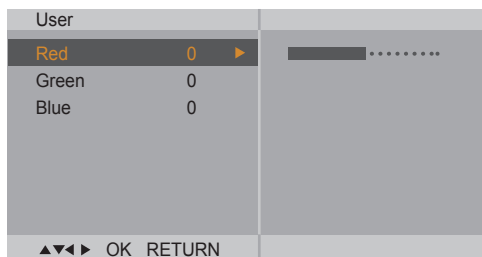 User
Red 0 ►
Green 0
Blue 0
▲▼◄► OK RETURN